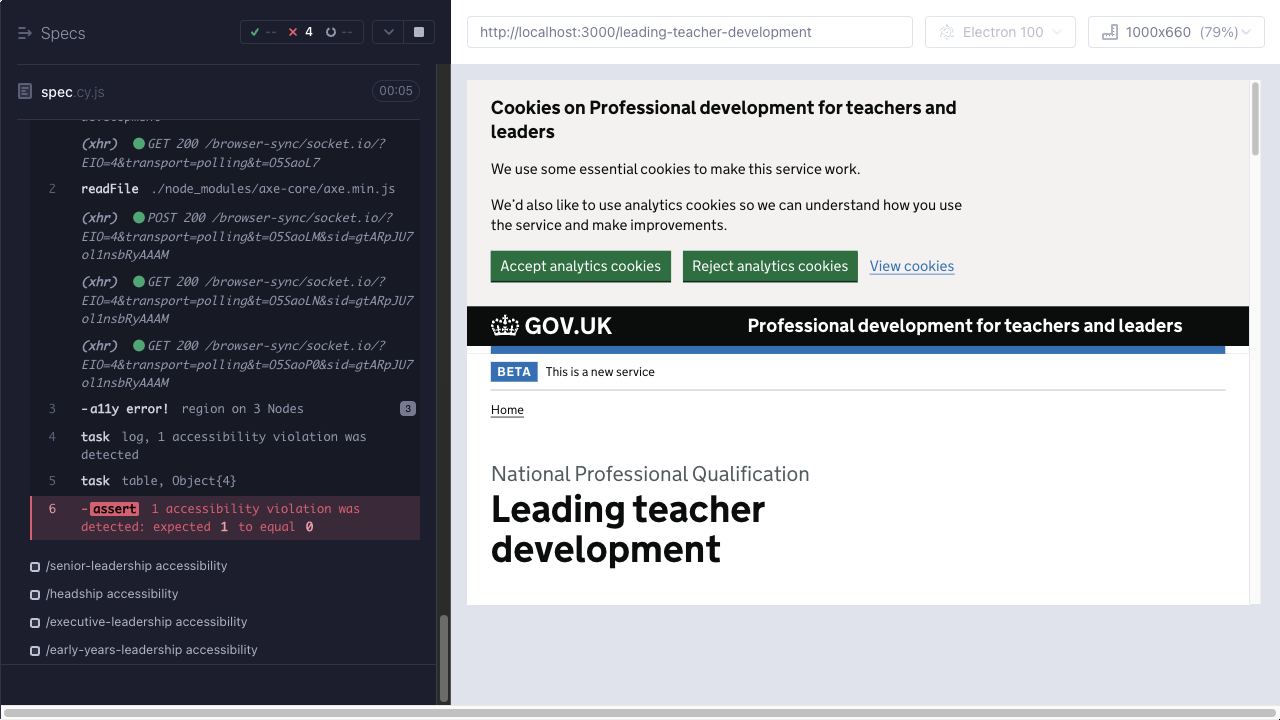 Specs
-- 4 --
spec.cy.js
00:05
(xhr) GET 200 /browser-sync/socket.io/?
EIO=4&transport=polling&t=O5SaoL7
2 readFile ./node_modules/axe-core/axe.min.js
(xhr) POST 200 /browser-sync/socket.io/?
EIO=4&transport=polling&t=O5SaoLM&sid=gtARpJU7
ol1nsbRyAAAM
(xhr) GET 200 /browser-sync/socket.io/?
EIO=4&transport=polling&t=O5SaoLN&sid=gtARpJU7
ol1nsbRyAAAM
(xhr) GET 200 /browser-sync/socket.io/?
EIO=4&transport=polling&t=O5SaoP0&sid=gtARpJU7
ol1nsbRyAAAM
3 -a11y error! region on 3 Nodes 3
4 task log, 1 accessibility violation was
detected
5 task table, Object{4}
6 -assert 1 accessibility violation was
detected: expected 1 to equal 0
/senior-leadership accessibility
/headship accessibility
/executive-leadership accessibility
/early-years-leadership accessibility
http://localhost:3000/leading-teacher-development
Electron 100
1000x660 (79%)
Cookies on Professional development for teachers and
leaders
We use some essential cookies to make this service work.
We’d also like to use analytics cookies so we can understand how you use
the service and make improvements.
Accept analytics cookies Reject analytics cookies View cookies
GOV.UK Professional development for teachers and leaders
BETA This is a new service
Home
National Professional Qualification
Leading teacher
development